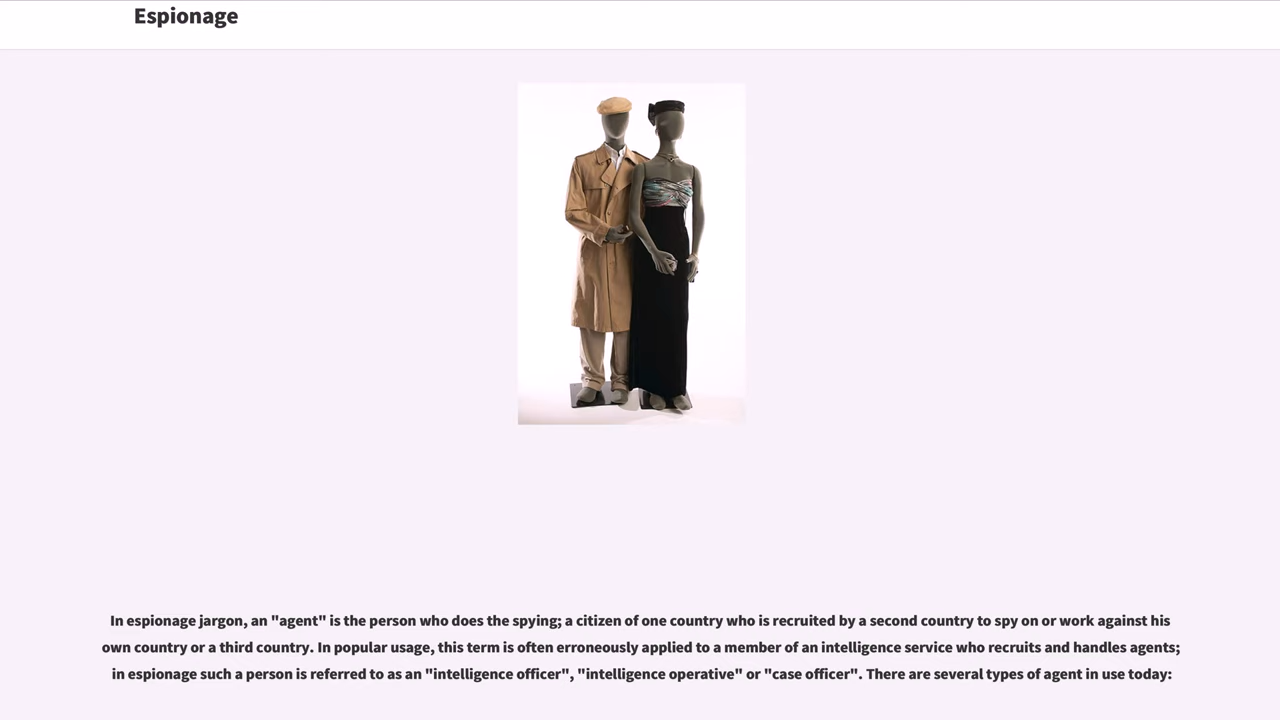 Espionage
In espionage jargon, an "agent" is the person who does the spying; a citizen of one country who is recruited by a second country to spy on or work against his
own country or a third country. In popular usage, this term is often erroneously applied to a member of an intelligence service who recruits and handles agents;
in espionage such a person is referred to as an "intelligence officer", "intelligence operative" or "case officer". There are several types of agent in use today: